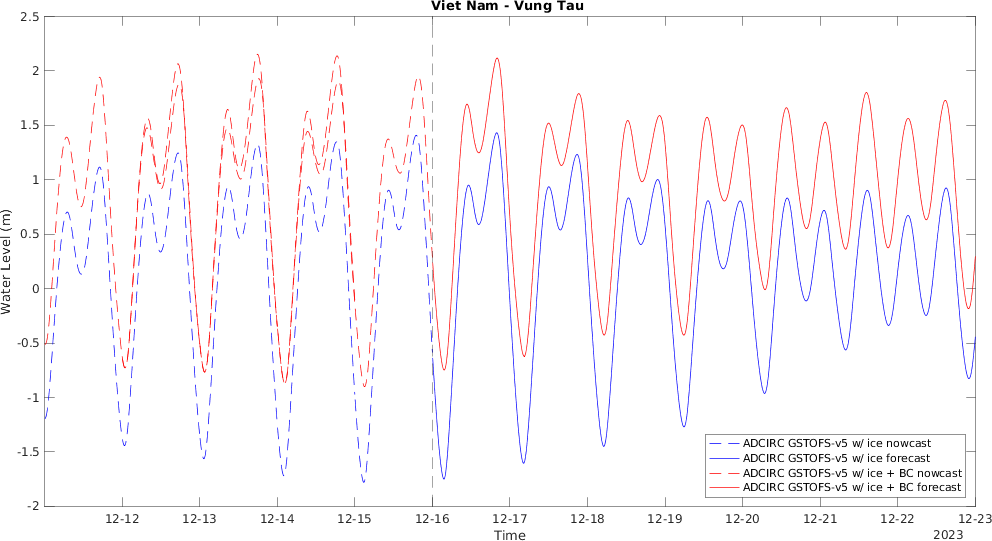 Viet Nam - Vung Tau
2.5
2
1.5
1
0.5
0
-0.5
-1
-1.5
-2
Water Level (m)
ADCIRC GSTOFS-v5 w/ ice nowcast
ADCIRC GSTOFS-v5 w/ ice forecast
ADCIRC GSTOFS-v5 w/ ice + BC nowcast
ADCIRC GSTOFS-v5 w/ ice + BC forecast
12-12 12-13 12-14 12-15 12-16 12-17 12-18 12-19 12-20 12-21 12-22 12-23
Time
2023